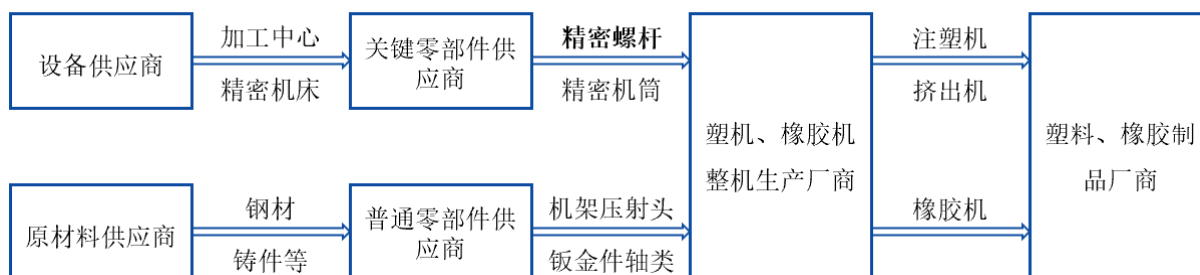 设备供应商
加工中心
精密机床
关键零部件供
应商
精密螺杆
精密机筒
塑机、橡胶机
整机生产厂商
注塑机
挤出机
塑料、橡胶制
品厂商
原材料供应商
钢材
铸件等
普通零部件供
应商
机架压射头
钣金件轴类
橡胶机